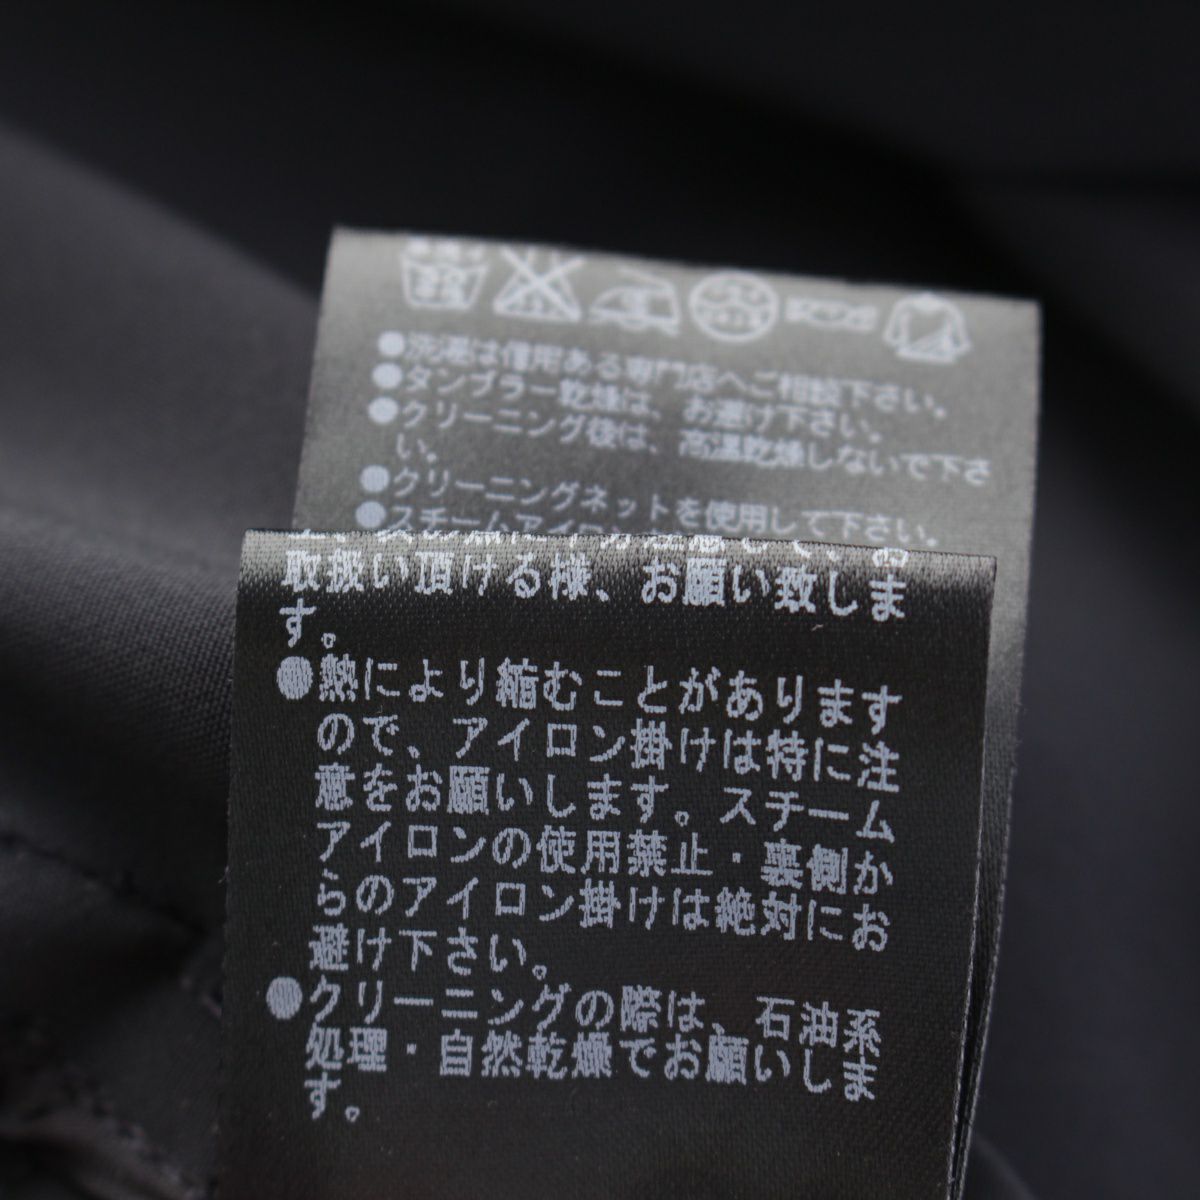 ●洗濯は信用ある専門店へご相談下さい。
●タンブラー乾燥は、お避け下さい。
●クリーニング後は、高温乾燥しないで下さ
い。
●クリーニングネットを使用して下さい。
●スチームアイロン
取扱い頂ける様、お願い致しま
す。
●熱により縮むことがあります
ので、アイロン掛けは特に注
意をお願いします。スチーム
アイロンの使用禁止・裏側か
らのアイロン掛けは絶対にお
避け下さい。
●クリーニングの際は、石油系
処理・自然乾燥でお願いしま
す。